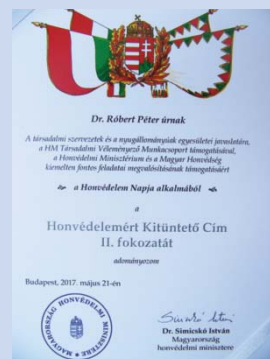 Dr. Róbert Péter úrnak
A társadalmi szervezetek és a nyugállományúak egyesületei javaslatára,
a HM Társadalmi Véleményező Munkacsoport támogatásával,
a Honvédelmi Minisztérium és a Magyar Honvédség
kiemelten fontos feladatai megvalósításának támogatásáért
a Honvédelem Napja alkalmából
a
Honvédelemért Kitüntető Cím
II. fokozatát
adományozom
Budapest, 2017. május 21-én
Dr. Simicskó István
Magyarország
honvédelmi minisztere
MAGYARORSZÁG HONVÉDELMI MINISZTERE